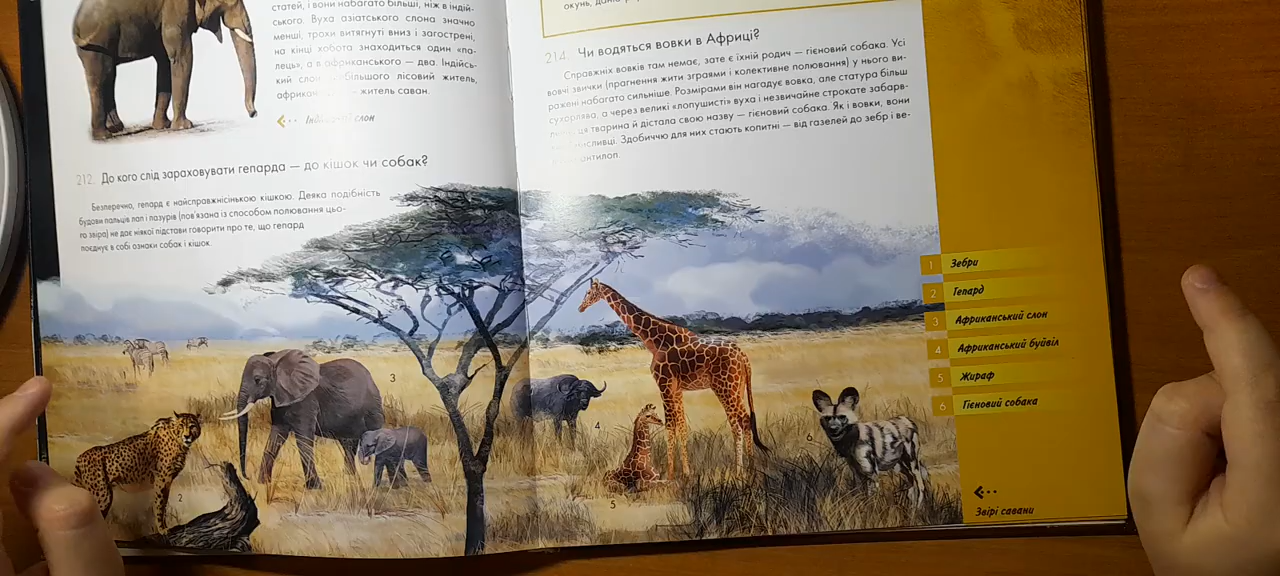 статей, і вони набагато більші, ніж в індій-
ського. Вуха азіатського слона значно
менші, трохи витягнуті вниз і загострені,
на кінці хобота знаходиться один «па-
лець», а в африканського — два. Індійсь-
кий слон більшого лісовий житель,
африкан — житель саван.
Індійський слон
212. До кого слід зараховувати гепарда — до кішок чи собак?
Безперечно, гепард є найсправжнісінькою кішкою. Деяка подібність
будови пальців лап і пазурів (пов'язана із способом полювання цьо-
го звіра) не дає ніякої підстави говорити про те, що гепард
поєднує в собі ознаки собак і кішок.
окунь,
214. Чи водяться вовки в Африці?
Справжніх вовків там немає, зате є їхній родич — гієновий собака. Усі
вовчі звички (прагнення жити зграями і колективне полювання) у нього ви-
ражені набагато сильніше. Розмірами він нагадує вовка, але статура більш
сухорлява, а через великі «лопушисті» вуха і незвичайне строкате забарв-
ця тварина й дістала свою назву — гієновий собака. Як і вовки, вони
мисливці. Здобиччю для них стають копитні — від газелей до зебр і ве-
антилоп.
1 Зебри
2 Гепард
3 Африканський слон
4 Африканський буйвіл
5 Жираф
6 Гієновий собака
Звірі савани
3
4
6
2
5